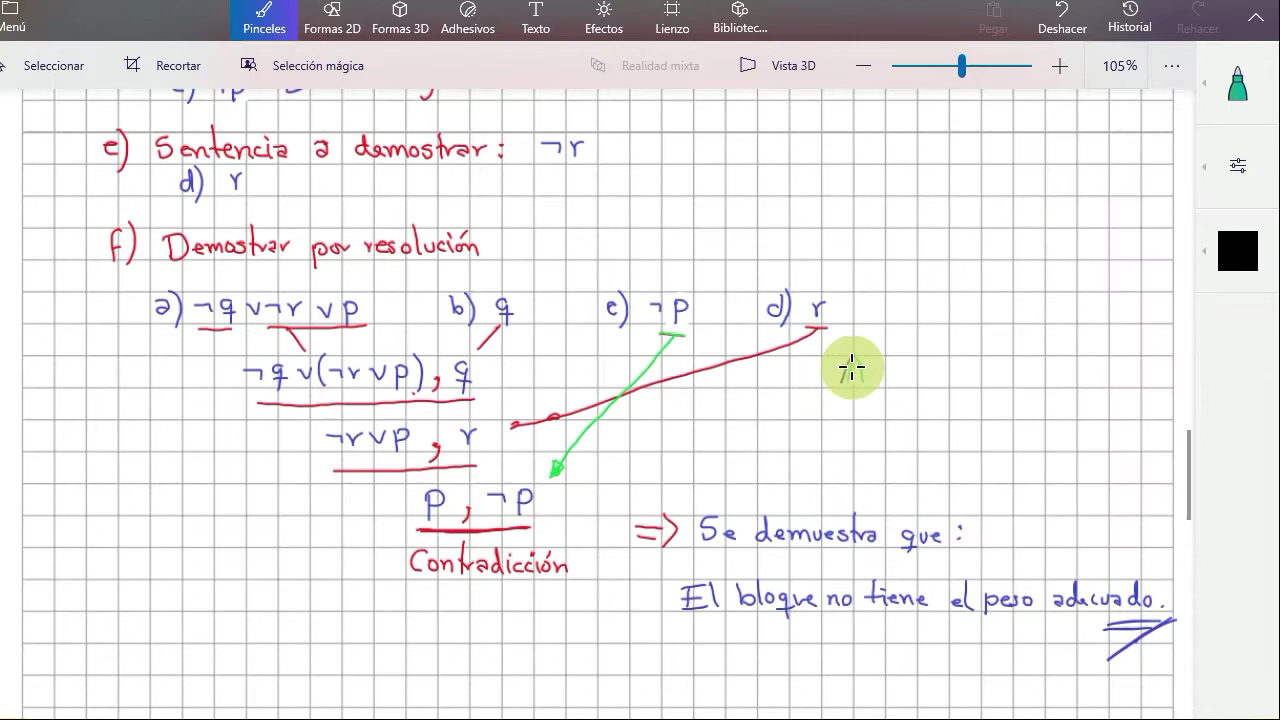 Menú
Pinceles Formas 2D Formas 3D Adhesivos Texto Efectos Lienzo Bibliotec... Pegar Deshacer Historial Rehacer
Seleccionar Recortar Selección mágica Realidad mixta Vista 3D 105%
e) Sentencia a demostrar: ¬r
d) r
f) Demostrar por resolución
a) ¬q v ¬r v p b) q c) ¬p d) r
¬q v (¬r v p), q
¬r v p, r
p, ¬p
Contradicción
=> Se demuestra que:
El bloque no tiene el peso adecuado.